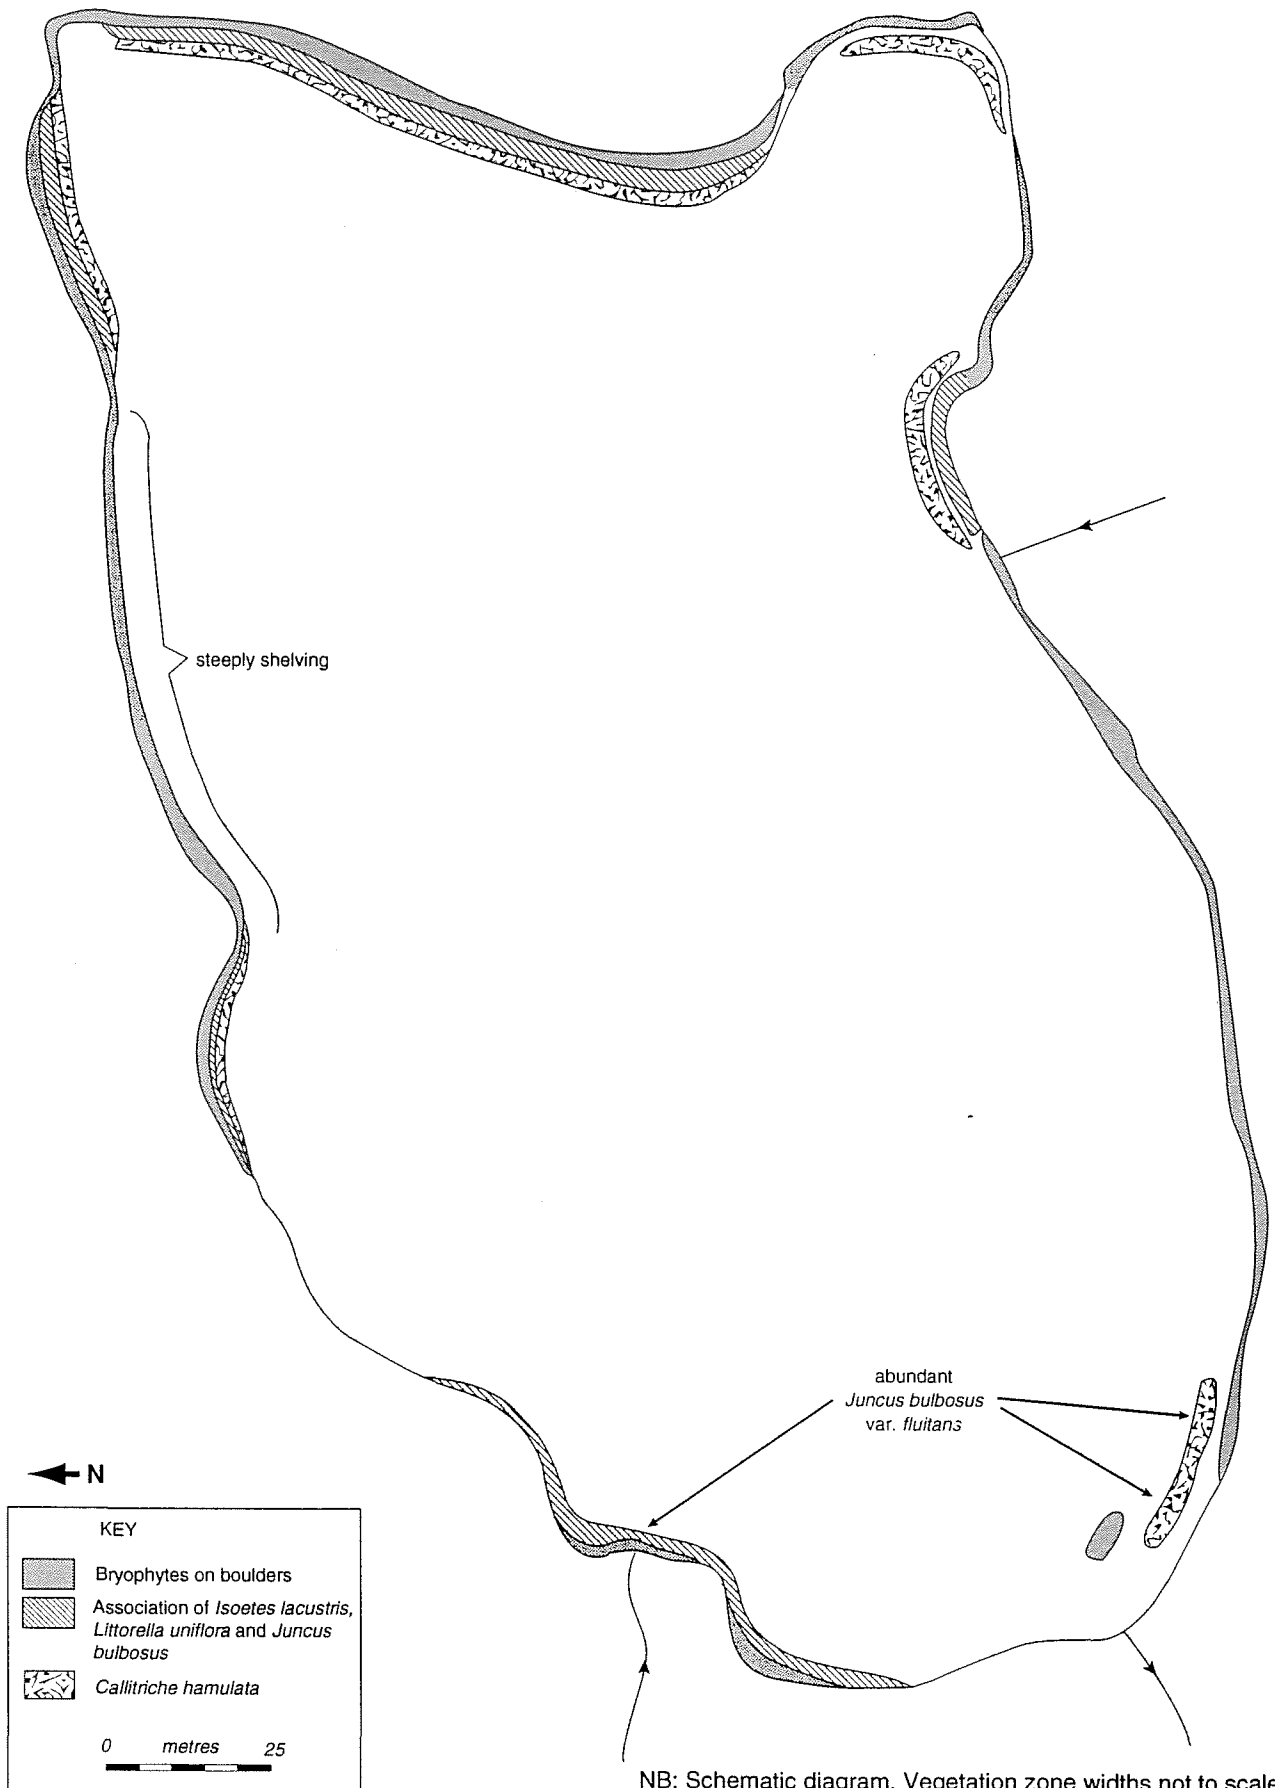 steeply shelving
abundant
Juncus bulbosus
var. fluitans
N
KEY
Bryophytes on boulders
Association of Isoetes lacustris,
Littorella uniflora and Juncus
bulbosus
Callitriche hamulata
0 metres 25
NB: Schematic diagram. Vegetation zone widths not to scale